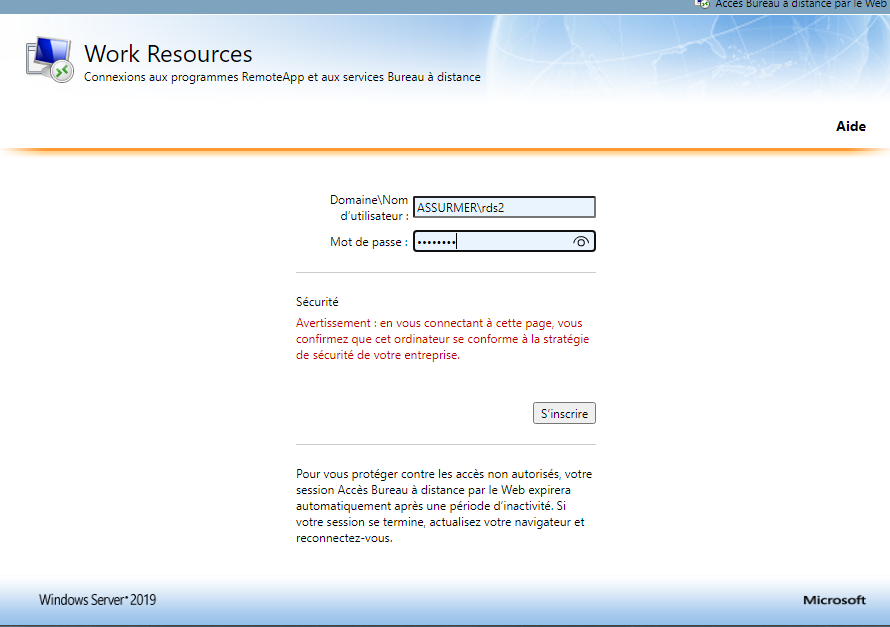 Accès Bureau à distance par le Web
Work Resources
Connexions aux programmes RemoteApp et aux services Bureau à distance
Aide
Domaine\Nom
d'utilisateur :
ASSURMER\rds2
Mot de passe :
••••••••
Sécurité
Avertissement : en vous connectant à cette page, vous
confirmez que cet ordinateur se conforme à la stratégie
de sécurité de votre entreprise.
S'inscrire
Pour vous protéger contre les accès non autorisés, votre
session Accès Bureau à distance par le Web expirera
automatiquement après une période d'inactivité. Si
votre session se termine, actualisez votre navigateur et
reconnectez-vous.
Windows Server® 2019
Microsoft